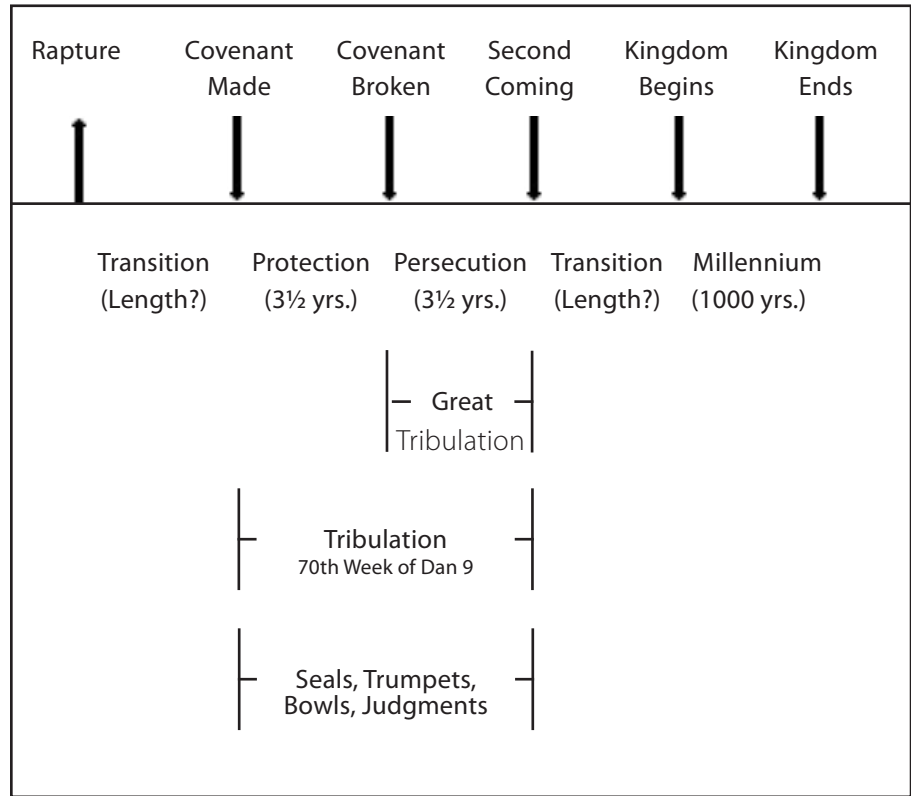 Rapture
Covenant
Made
Covenant
Broken
Second
Coming
Kingdom
Begins
Kingdom
Ends
Transition
(Length?)
Protection
(3½ yrs.)
Persecution
(3½ yrs.)
Transition
(Length?)
Millennium
(1000 yrs.)
Great
Tribulation
Tribulation
70th Week of Dan 9
Seals, Trumpets,
Bowls, Judgments